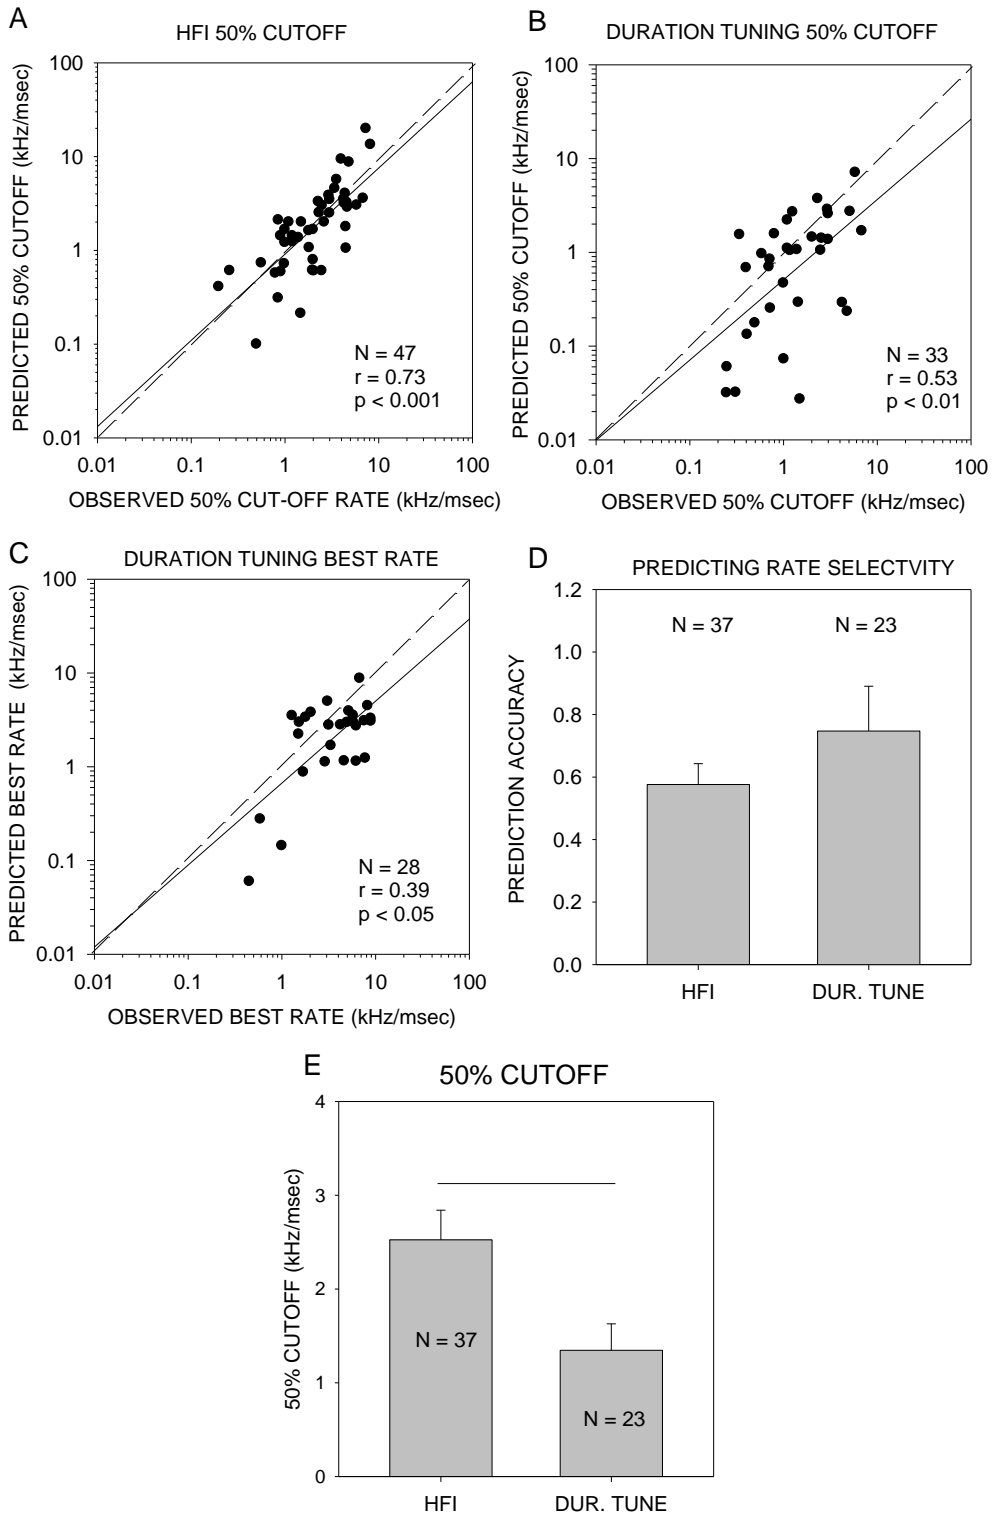 A
HFI 50% CUTOFF
PREDICTED 50% CUTOFF (kHz/msec)
100
10
1
0.1
0.01
N = 47
r = 0.73
p < 0.001
0.01 0.1 1 10 100
OBSERVED 50% CUT-OFF RATE (kHz/msec)
B
DURATION TUNING 50% CUTOFF
PREDICTED 50% CUTOFF (kHz/msec)
100
10
1
0.1
0.01
N = 33
r = 0.53
p < 0.01
0.01 0.1 1 10 100
OBSERVED 50% CUTOFF (kHz/msec)
C
DURATION TUNING BEST RATE
PREDICTED BEST RATE (kHz/msec)
100
10
1
0.1
0.01
N = 28
r = 0.39
p < 0.05
0.01 0.1 1 10 100
OBSERVED BEST RATE (kHz/msec)
D
PREDICTING RATE SELECTVITY
PREDICTION ACCURACY
1.2
1.0
0.8
0.6
0.4
0.2
0.0
N = 37 N = 23
HFI DUR. TUNE
E
50% CUTOFF
50% CUTOFF (kHz/msec)
4
3
2
1
0
N = 37
N = 23
HFI DUR. TUNE